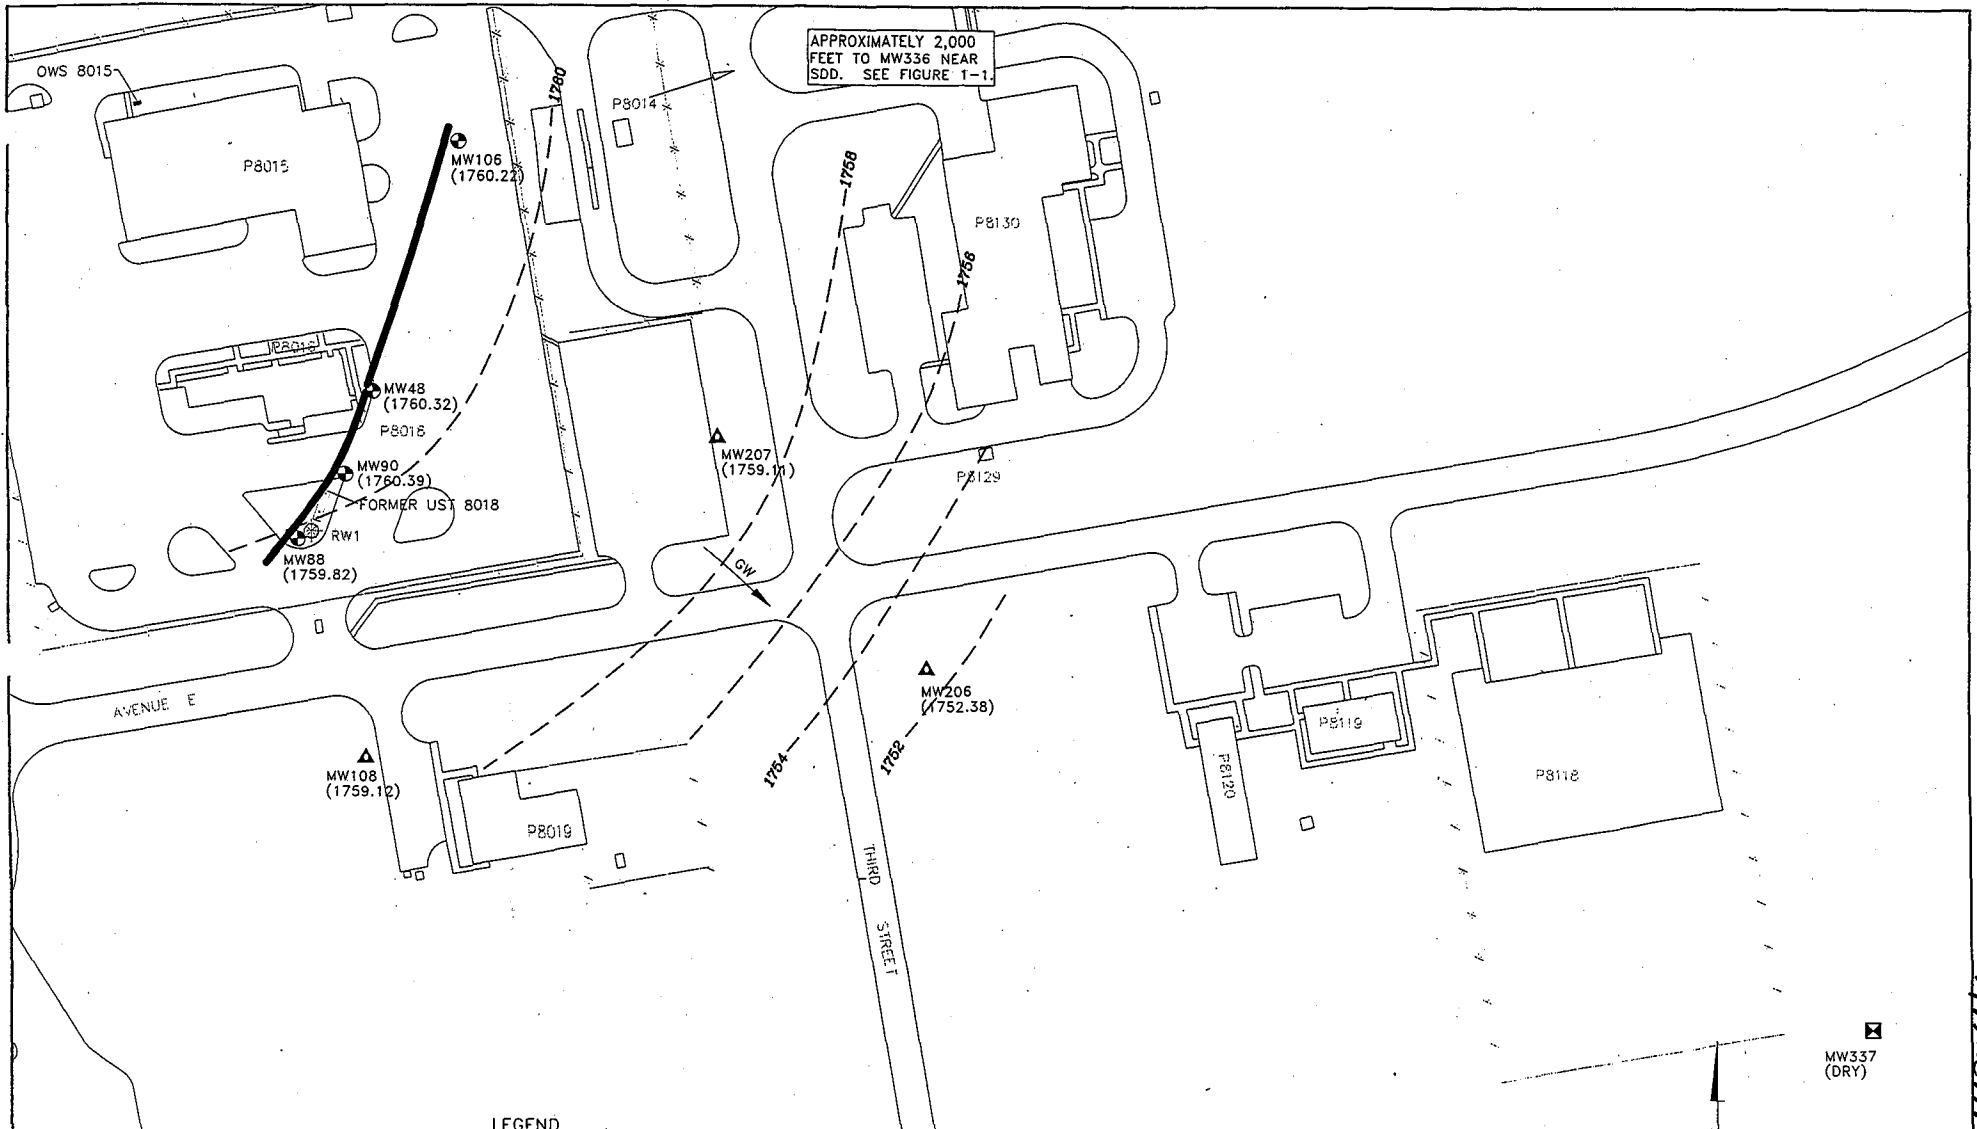 APPROXIMATELY 2,000
FEET TO MW336 NEAR
SDD. SEE FIGURE 1-1.
OWS 8015
1760
P8014
MW106
(1760.22)
P8015
1758
P8130
1756
P8016
MW48
(1760.32)
P8018
MW207
(1759.11)
MW90
(1760.39)
P8129
FORMER UST 8018
RW1
MW88
(1759.82)
GW
MW206
(1752.38)
AVENUE E
P8119
1754
1752
MW108
(1759.12)
P8120
P8118
P8019
THIRD STREET
MW337
(DRY)
LEGEND